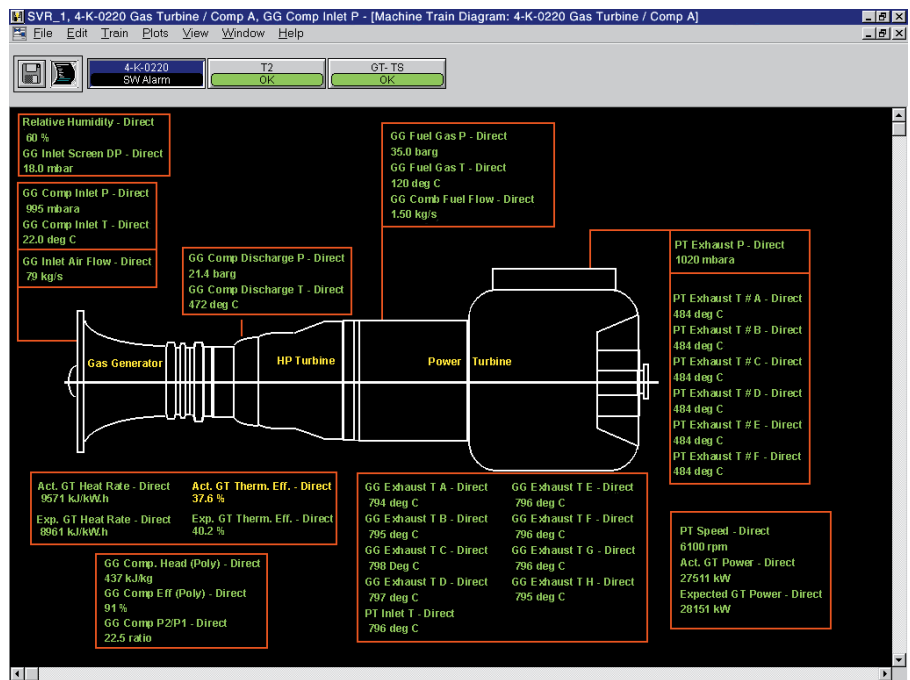 SVR_1, 4-K-0220 Gas Turbine / Comp A, GG Comp Inlet P - [Machine Train Diagram: 4-K-0220 Gas Turbine / Comp A]
File Edit Train Plots View Window Help
4-K-0220
SW Alarm
T2
OK
GT- TS
OK
Relative Humidity - Direct
60 %
GG Inlet Screen DP - Direct
18.0 mbar
GG Comp Inlet P - Direct
995 mbara
GG Comp Inlet T - Direct
22.0 deg C
GG Inlet Air Flow - Direct
79 kg/s
GG Comp Discharge P - Direct
21.4 barg
GG Comp Discharge T - Direct
472 deg C
GG Fuel Gas P - Direct
35.0 barg
GG Fuel Gas T - Direct
120 deg C
GG Comb Fuel Flow - Direct
1.50 kg/s
PT Exhaust P - Direct
1020 mbara
PT Exhaust T # A - Direct
484 deg C
PT Exhaust T # B - Direct
484 deg C
PT Exhaust T # C - Direct
484 deg C
PT Exhaust T # D - Direct
484 deg C
PT Exhaust T # E - Direct
484 deg C
PT Exhaust T # F - Direct
484 deg C
Gas Generator
HP Turbine
Power Turbine
Act. GT Heat Rate - Direct
9571 kJ/kW.h
Act. GT Therm. Eff. - Direct
37.6 %
Exp. GT Heat Rate - Direct
8961 kJ/kW.h
Exp. GT Therm. Eff. - Direct
40.2 %
GG Comp. Head (Poly) - Direct
437 kJ/kg
GG Comp Eff (Poly) - Direct
91 %
GG Comp P2/P1 - Direct
22.5 ratio
GG Exhaust T A - Direct
794 deg C
GG Exhaust T B - Direct
795 deg C
GG Exhaust T C - Direct
798 Deg C
GG Exhaust T D - Direct
797 deg C
PT Inlet T - Direct
796 deg C
GG Exhaust T E - Direct
796 deg C
GG Exhaust T F - Direct
796 deg C
GG Exhaust T G - Direct
796 deg C
GG Exhaust T H - Direct
795 deg C
PT Speed - Direct
6100 rpm
Act. GT Power - Direct
27511 kW
Expected GT Power - Direct
28151 kW